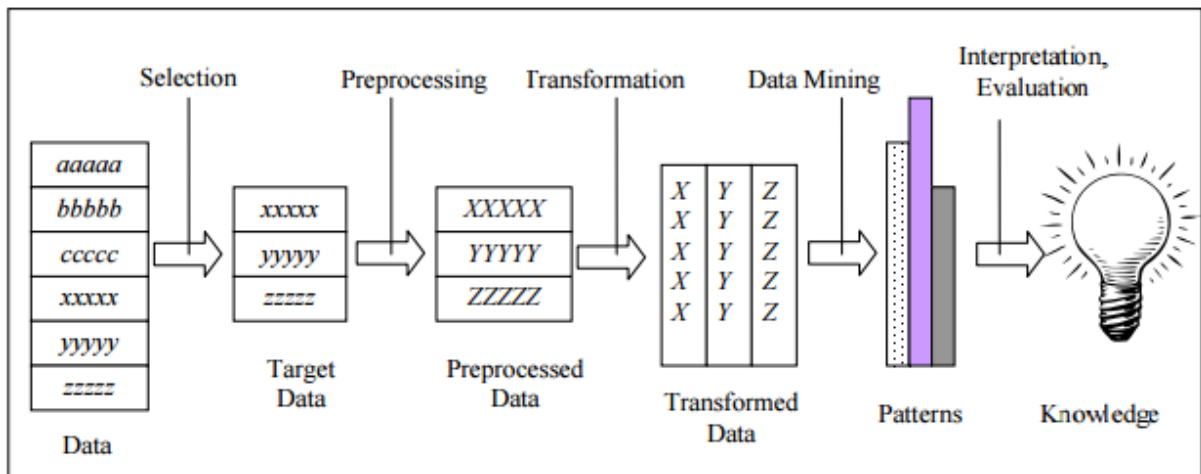 Selection
Preprocessing
Transformation
Data Mining
Interpretation,
Evaluation
aaaaa
bbbbb
ccccc
xxxxx
yyyyy
zzzzz
Data
xxxxx
yyyyy
zzzzz
Target
Data
XXXXX
YYYYY
ZZZZZ
Preprocessed
Data
X Y Z
X Y Z
X Y Z
X Y Z
X Y Z
Transformed
Data
Patterns
Knowledge